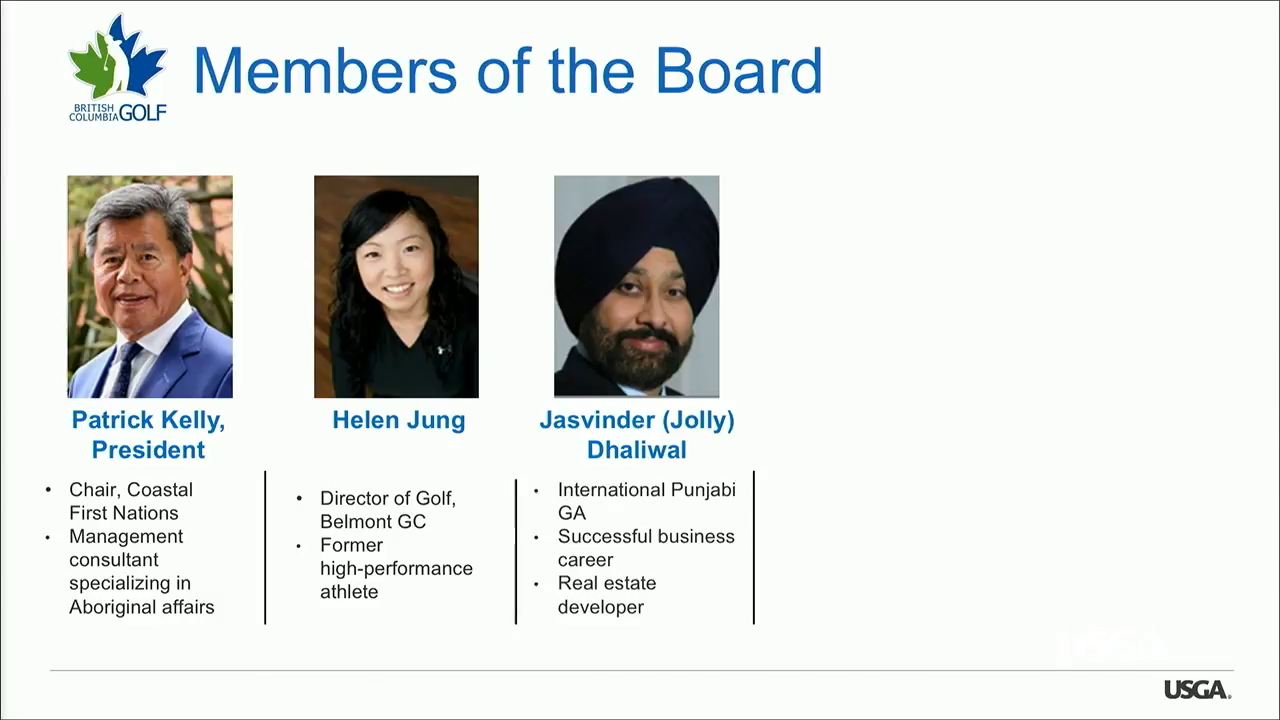 Members of the Board
BRITISH
COLUMBIA GOLF
Patrick Kelly,
President
• Chair, Coastal
First Nations
• Management
consultant
specializing in
Aboriginal affairs
Helen Jung
• Director of Golf,
Belmont GC
• Former
high-performance
athlete
Jasvinder (Jolly)
Dhaliwal
• International Punjabi
GA
• Successful business
career
• Real estate
developer
USGA.